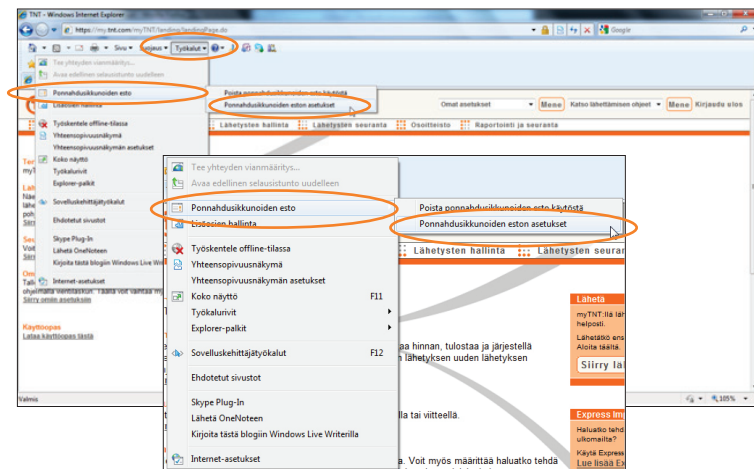 TNT - Windows Internet Explorer
https://my.tnt.com/myTNT/landing/landingPage.do
Google
Sivu
Suojaus
Työkalut
Tee yhteyden vianmääritys...
Avaa edellinen selausistunto uudelleen
Ponnahdusikkunoiden esto
Poista ponnahdusikkunoiden esto käytöstä
Ponnahdusikkunoiden eston asetukset
Lisäosien hallinta
Omat asetukset
Mene
Katso lähettämisen ohjeet
Mene
Kirjaudu ulos
Työskentele offline-tilassa
Lähetysten hallinta
Lähetysten seuranta
Osoitteisto
Raportointi ja seuranta
Yhteensopivuusnäkymä
Yhteensopivuusnäkymän asetukset
Koko näyttö
Työkalurivit
Explorer-palkit
Sovelluskehittäjätyökalut
Ehdotetut sivustot
Skype Plug-In
Lähetä OneNoteen
Kirjoita tästä blogiin Windows Live Wri
Internet-asetukset
Siirry omiin asetuksiin
Käyttöopas
Lataa käyttöopas tästä
Valmis
105%
Tee yhteyden vianmääritys...
Avaa edellinen selausistunto uudelleen
Ponnahdusikkunoiden esto
Poista ponnahdusikkunoiden esto käytöstä
Lisäosien hallinta
Ponnahdusikkunoiden eston asetukset
Työskentele offline-tilassa
Lähetysten hallinta
Lähetysten seuran
Yhteensopivuusnäkymä
Yhteensopivuusnäkymän asetukset
Koko näyttö F11
Työkalurivit
Explorer-palkit
Sovelluskehittäjätyökalut F12
Ehdotetut sivustot
Skype Plug-In
Lähetä OneNoteen
Kirjoita tästä blogiin Windows Live Writerilla
Internet-asetukset
aa hinnan, tulostaa ja järjestellä
n lähetyksen uuden lähetyksen
lla tai viitteellä.
a. Voit myös määrittää haluatko tehdä
Lähetä
myTNT:llä läh
helposti.
Lähetätkö ens
Aloita täältä.
Siirry lä
Express Imp
Haluatko tehd
ulkomailta?
Käytä Express
Lue lisää Ex